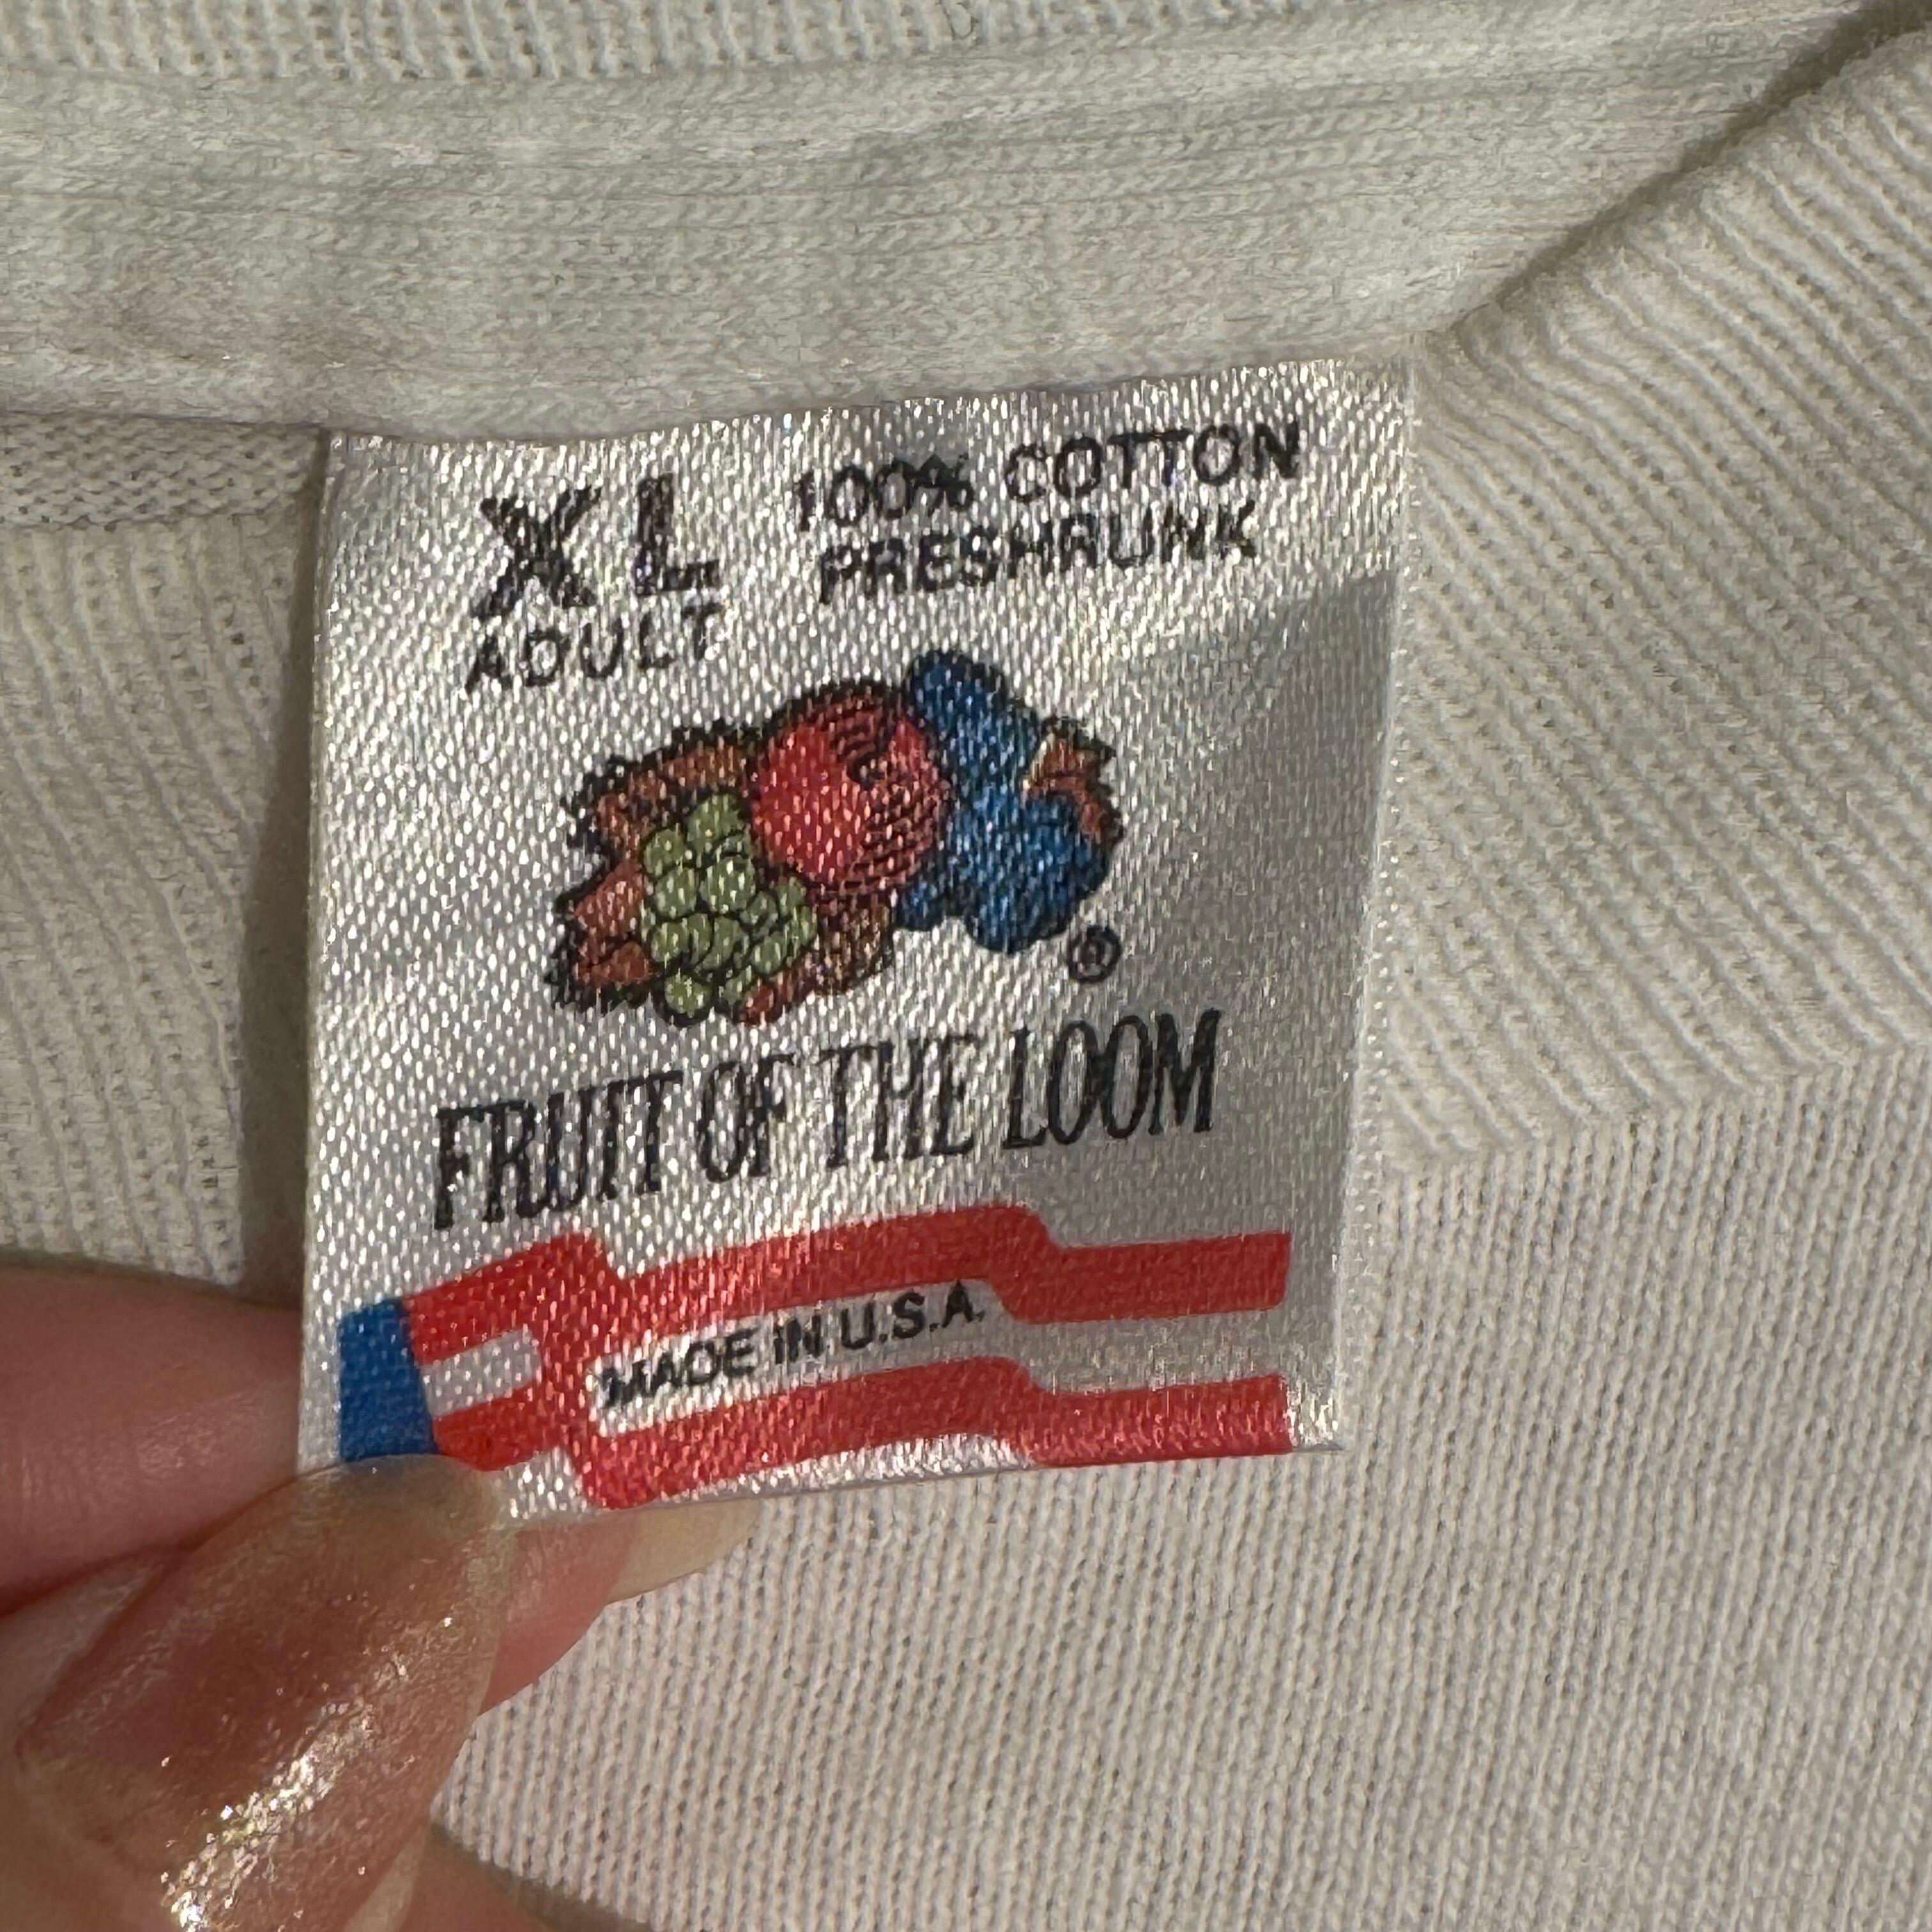 XL
ADULT
100% COTTON
PRESHRUNK
®
FRUIT OF THE LOOM
MADE IN U.S.A.